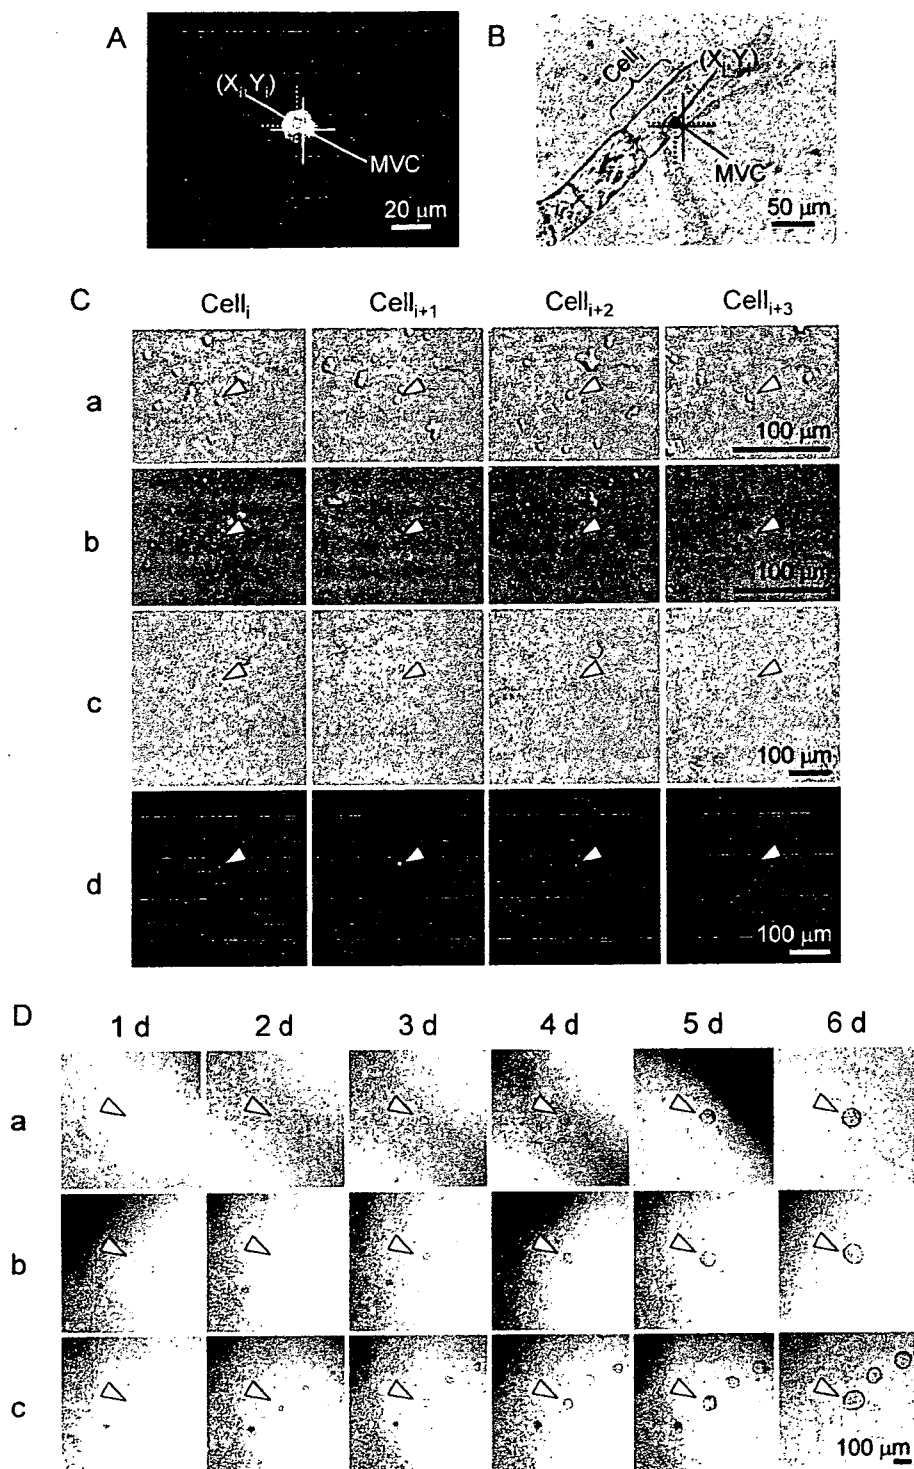 A
(Xi,Yi)
MVC
20 μm
B
Cell
(Xi,Yi)
MVC
50 μm
C
Celli
Celli+1
Celli+2
Celli+3
a
100 μm
b
100 μm
c
100 μm
d
100 μm
D
1 d
2 d
3 d
4 d
5 d
6 d
a
b
c
100 μm